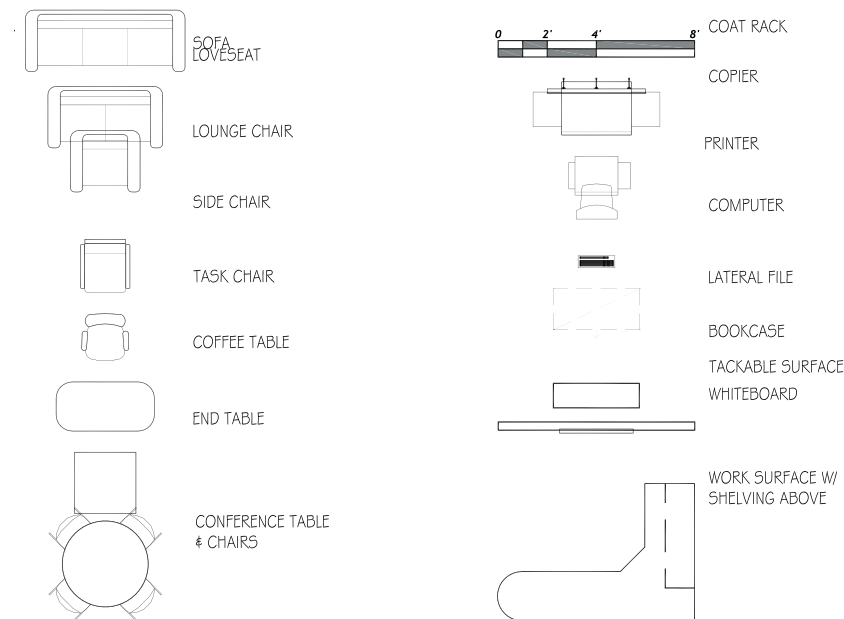 SOFA
LOVESEAT
LOUNGE CHAIR
SIDE CHAIR
TASK CHAIR
COFFEE TABLE
END TABLE
CONFERENCE TABLE
& CHAIRS
0 2' 4' 8'
COAT RACK
COPIER
PRINTER
COMPUTER
LATERAL FILE
BOOKCASE
TACKABLE SURFACE
WHITEBOARD
WORK SURFACE W/
SHELVING ABOVE